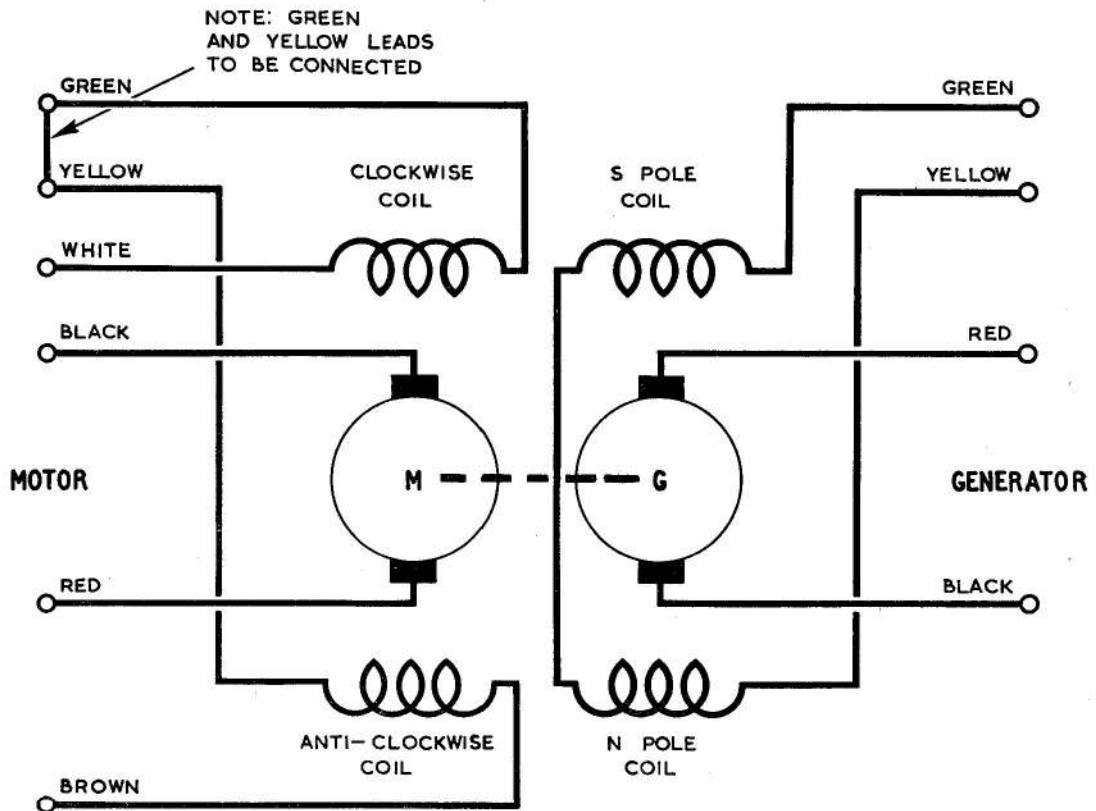 NOTE: GREEN
AND YELLOW LEADS
TO BE CONNECTED
GREEN
YELLOW
WHITE
BLACK
MOTOR
RED
BROWN
CLOCKWISE
COIL
S POLE
COIL
M
G
ANTI-CLOCKWISE
COIL
N POLE
COIL
GREEN
YELLOW
RED
GENERATOR
BLACK